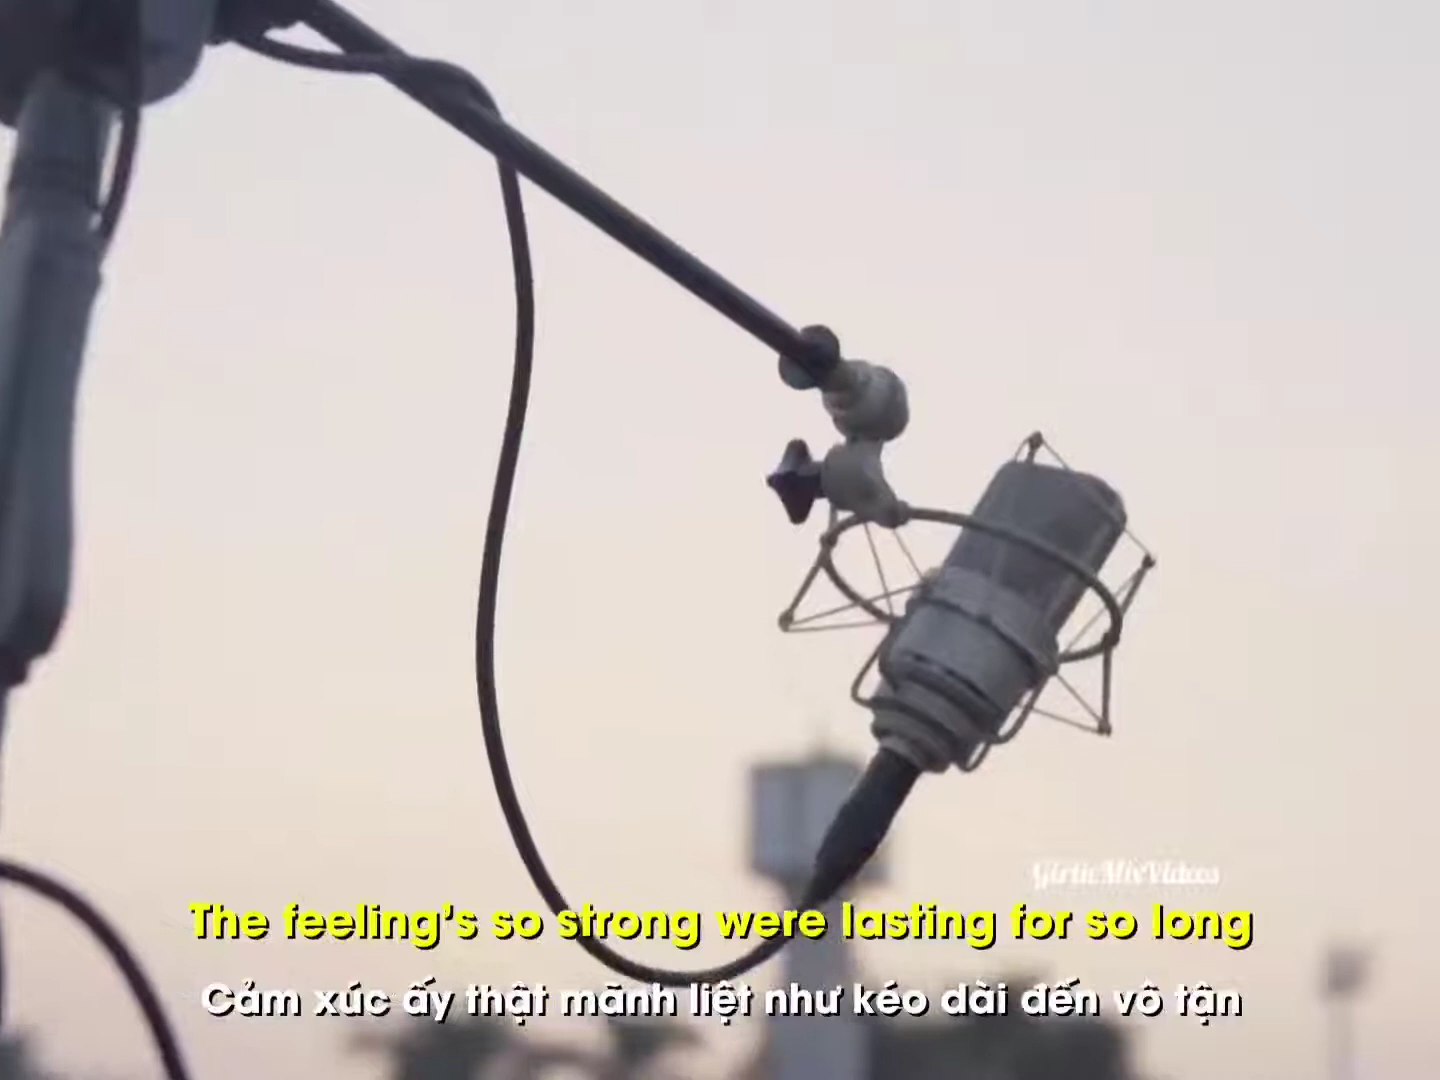 GirlieMixVideos
The feeling's so strong were lasting for so long
Cảm xúc ấy thật mãnh liệt như kéo dài đến vô tận